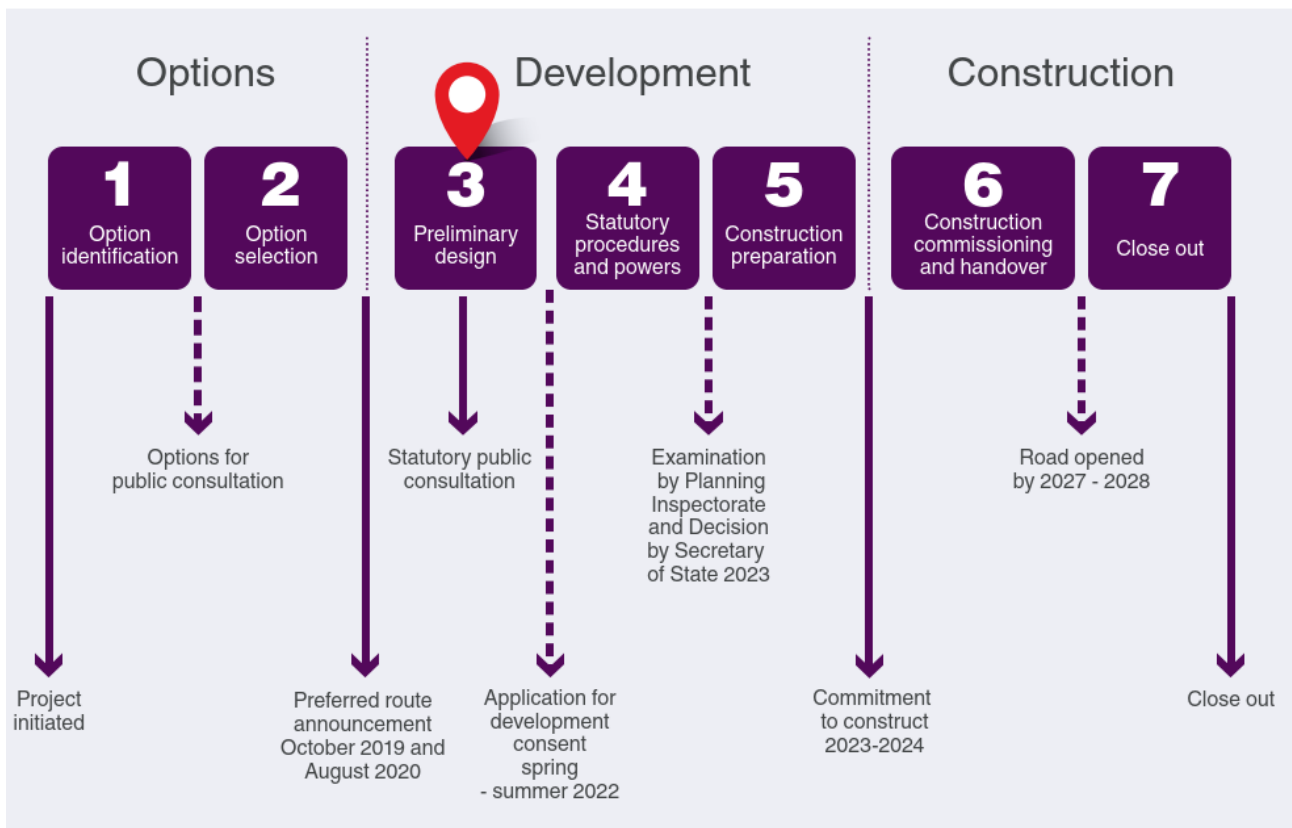 Options
Development
Construction
1
Option
identification
2
Option
selection
3
Preliminary
design
4
Statutory
procedures
and powers
5
Construction
preparation
6
Construction
commissioning
and handover
7
Close out
Options for
public consultation
Statutory public
consultation
Examination
by Planning
Inspectorate
and Decision
by Secretary
of State 2023
Road opened
by 2027 - 2028
Project
initiated
Preferred route
announcement
October 2019 and
August 2020
Application for
development
consent
spring
- summer 2022
Commitment
to construct
2023-2024
Close out